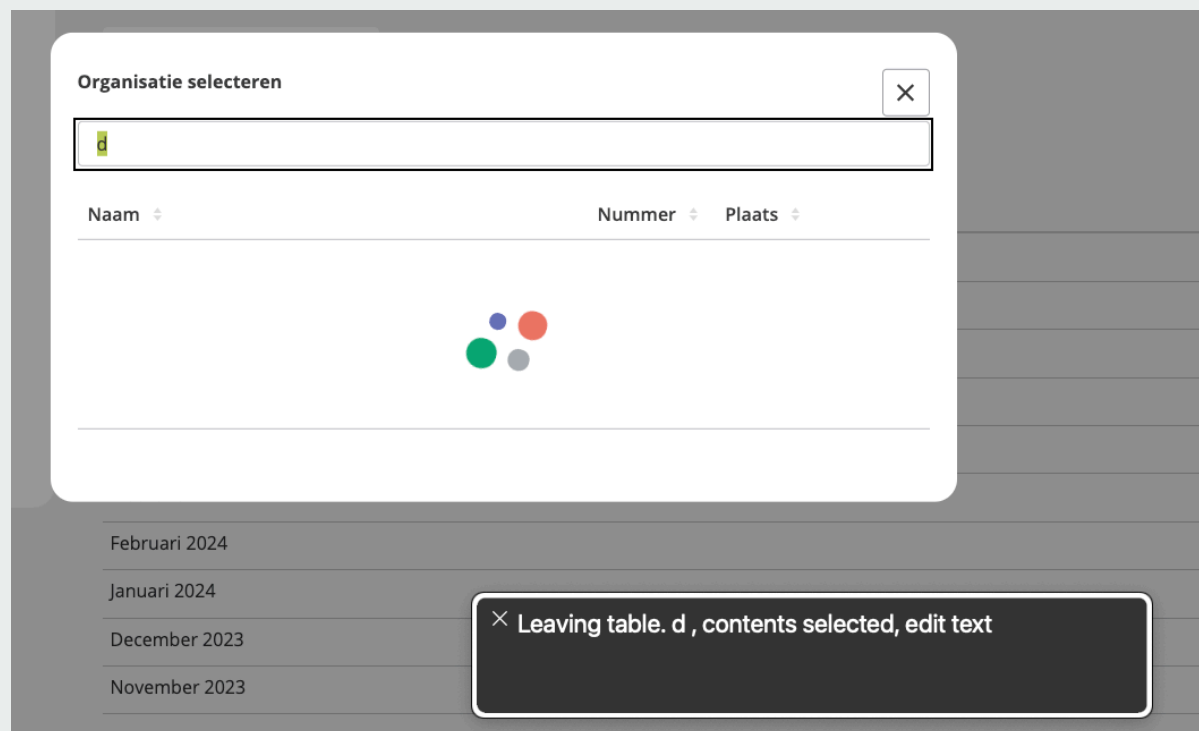 Organisatie selecteren
d
Naam Nummer Plaats
Februari 2024
Januari 2024
December 2023
November 2023
Leaving table. d , contents selected, edit text